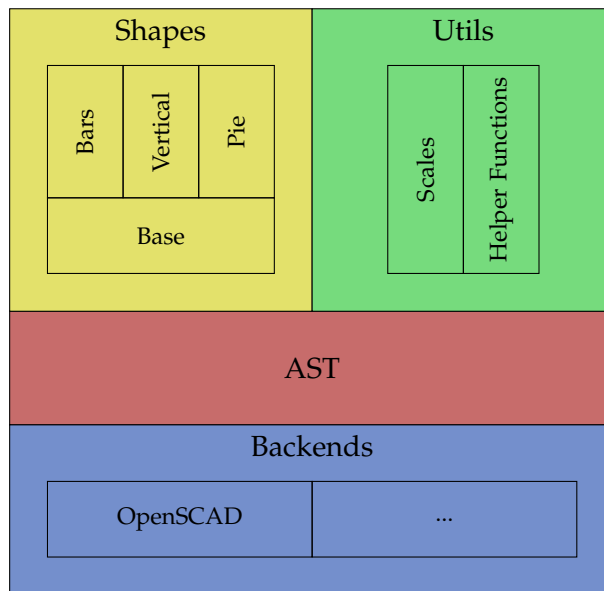 Shapes
Utils
Bars
Vertical
Pie
Base
Scales
Helper Functions
AST
Backends
OpenSCAD
...